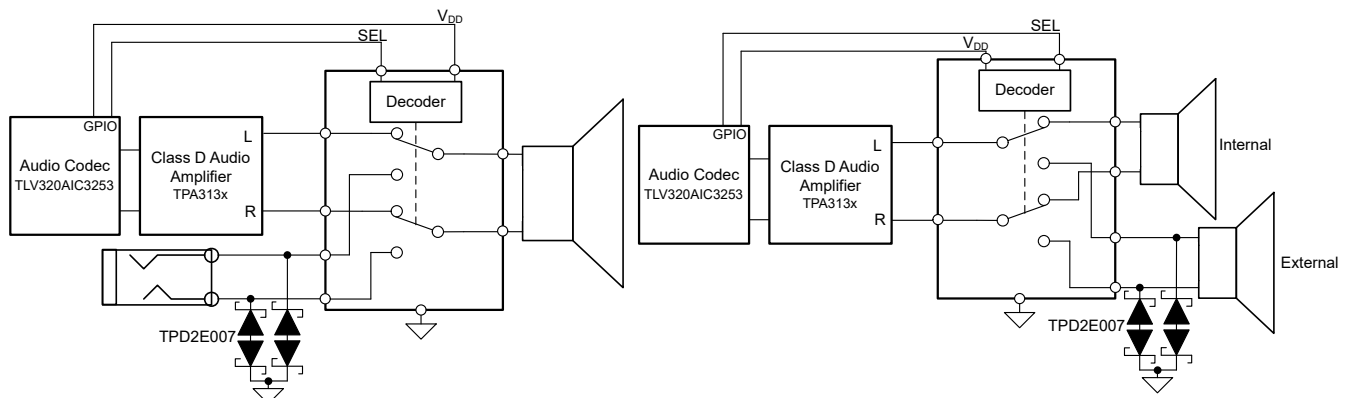 VDD
SEL
Decoder
GPIO
Audio Codec
TLV320AIC3253
Class D Audio
Amplifier
TPA313x
L
R
TPD2E007
SEL
VDD
Decoder
GPIO
Audio Codec
TLV320AIC3253
Class D Audio
Amplifier
TPA313x
L
R
Internal
External
TPD2E007